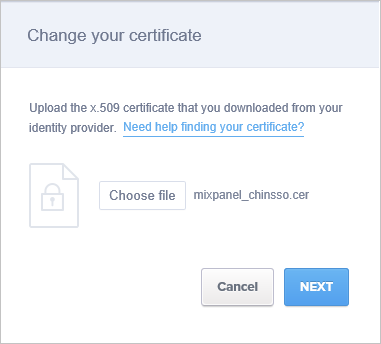 Change your certificate
Upload the x.509 certificate that you downloaded from your
identity provider. Need help finding your certificate?
Choose file mixpanel_chinsso.cer
Cancel NEXT